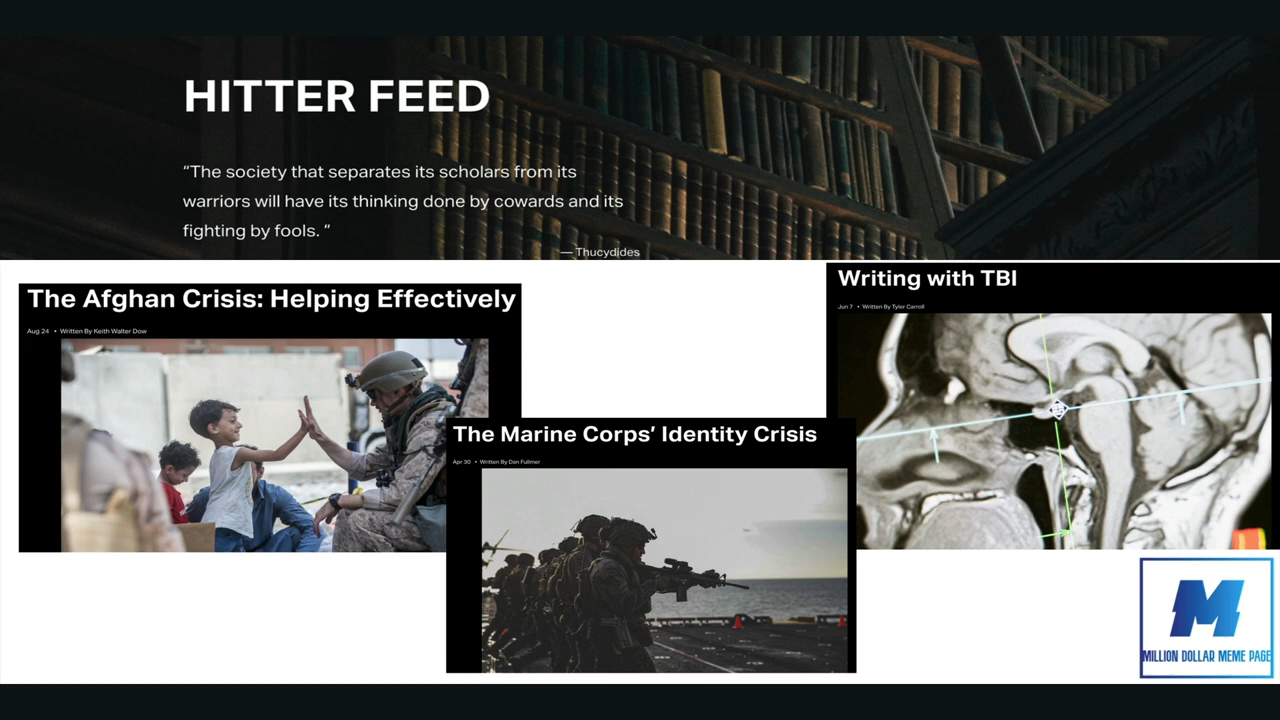 HITTER FEED
"The society that separates its scholars from its
warriors will have its thinking done by cowards and its
fighting by fools. "
— Thucydides
The Afghan Crisis: Helping Effectively
Aug 24 • Written By Keith Walter Dow
Writing with TBI
Jun 7 • Written By Tyler Carroll
The Marine Corps' Identity Crisis
Apr 30 • Written By Dan Fullmer
M
MILLION DOLLAR MEME PAGE